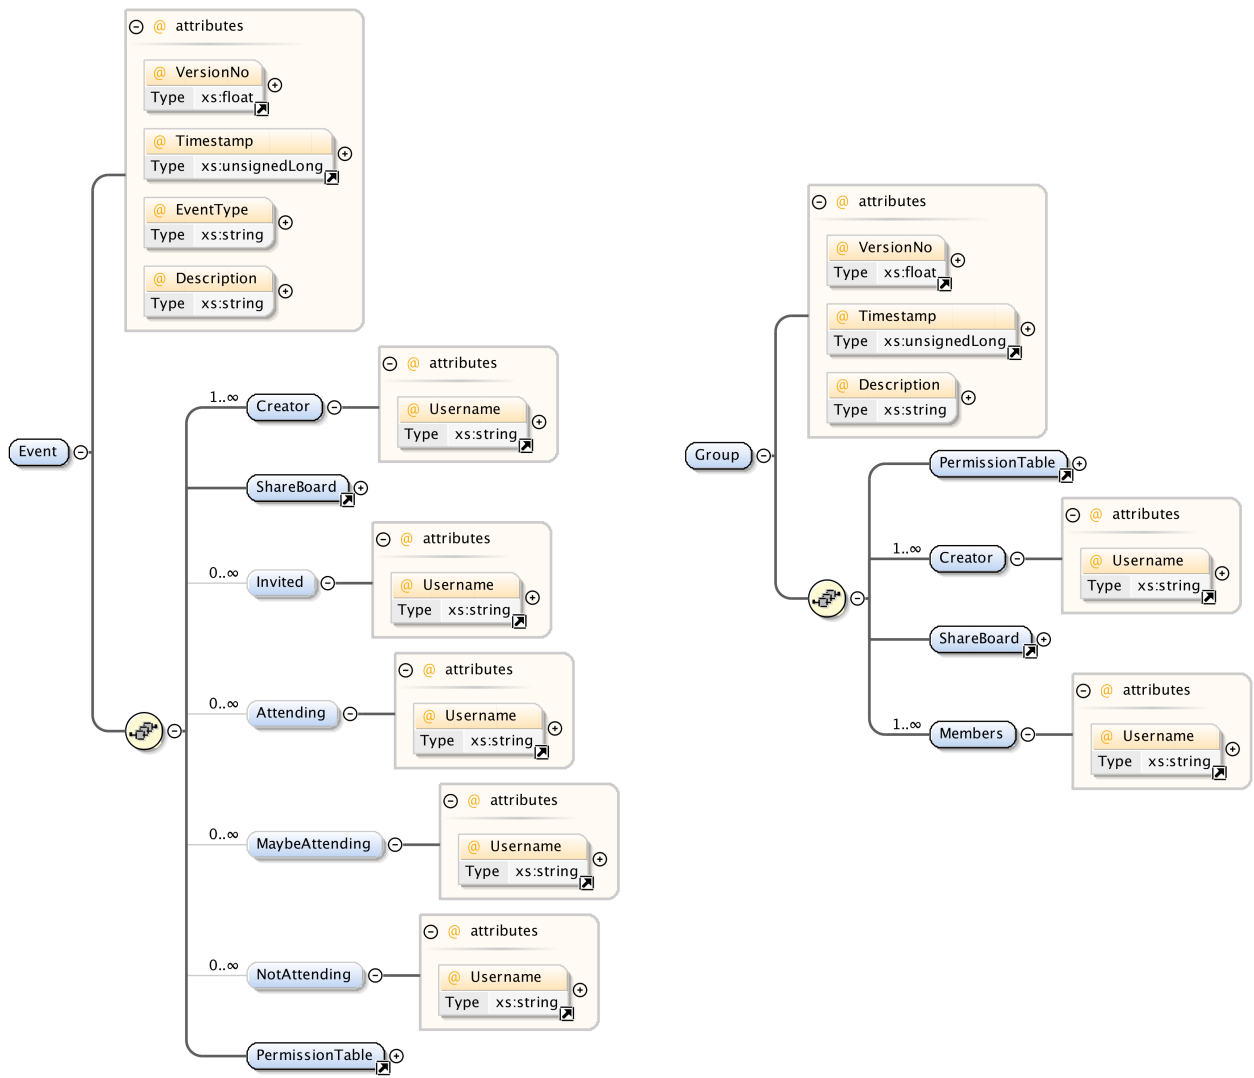 @ attributes
@ VersionNo
Type xs:float
@ Timestamp
Type xs:unsignedLong
@ EventType
Type xs:string
@ Description
Type xs:string
Event
1..∞
Creator
@ attributes
@ Username
Type xs:string
ShareBoard
0..∞
Invited
@ attributes
@ Username
Type xs:string
0..∞
Attending
@ attributes
@ Username
Type xs:string
0..∞
MaybeAttending
@ attributes
@ Username
Type xs:string
0..∞
NotAttending
@ attributes
@ Username
Type xs:string
PermissionTable
@ attributes
@ VersionNo
Type xs:float
@ Timestamp
Type xs:unsignedLong
@ Description
Type xs:string
Group
PermissionTable
1..∞
Creator
@ attributes
@ Username
Type xs:string
ShareBoard
1..∞
Members
@ attributes
@ Username
Type xs:string